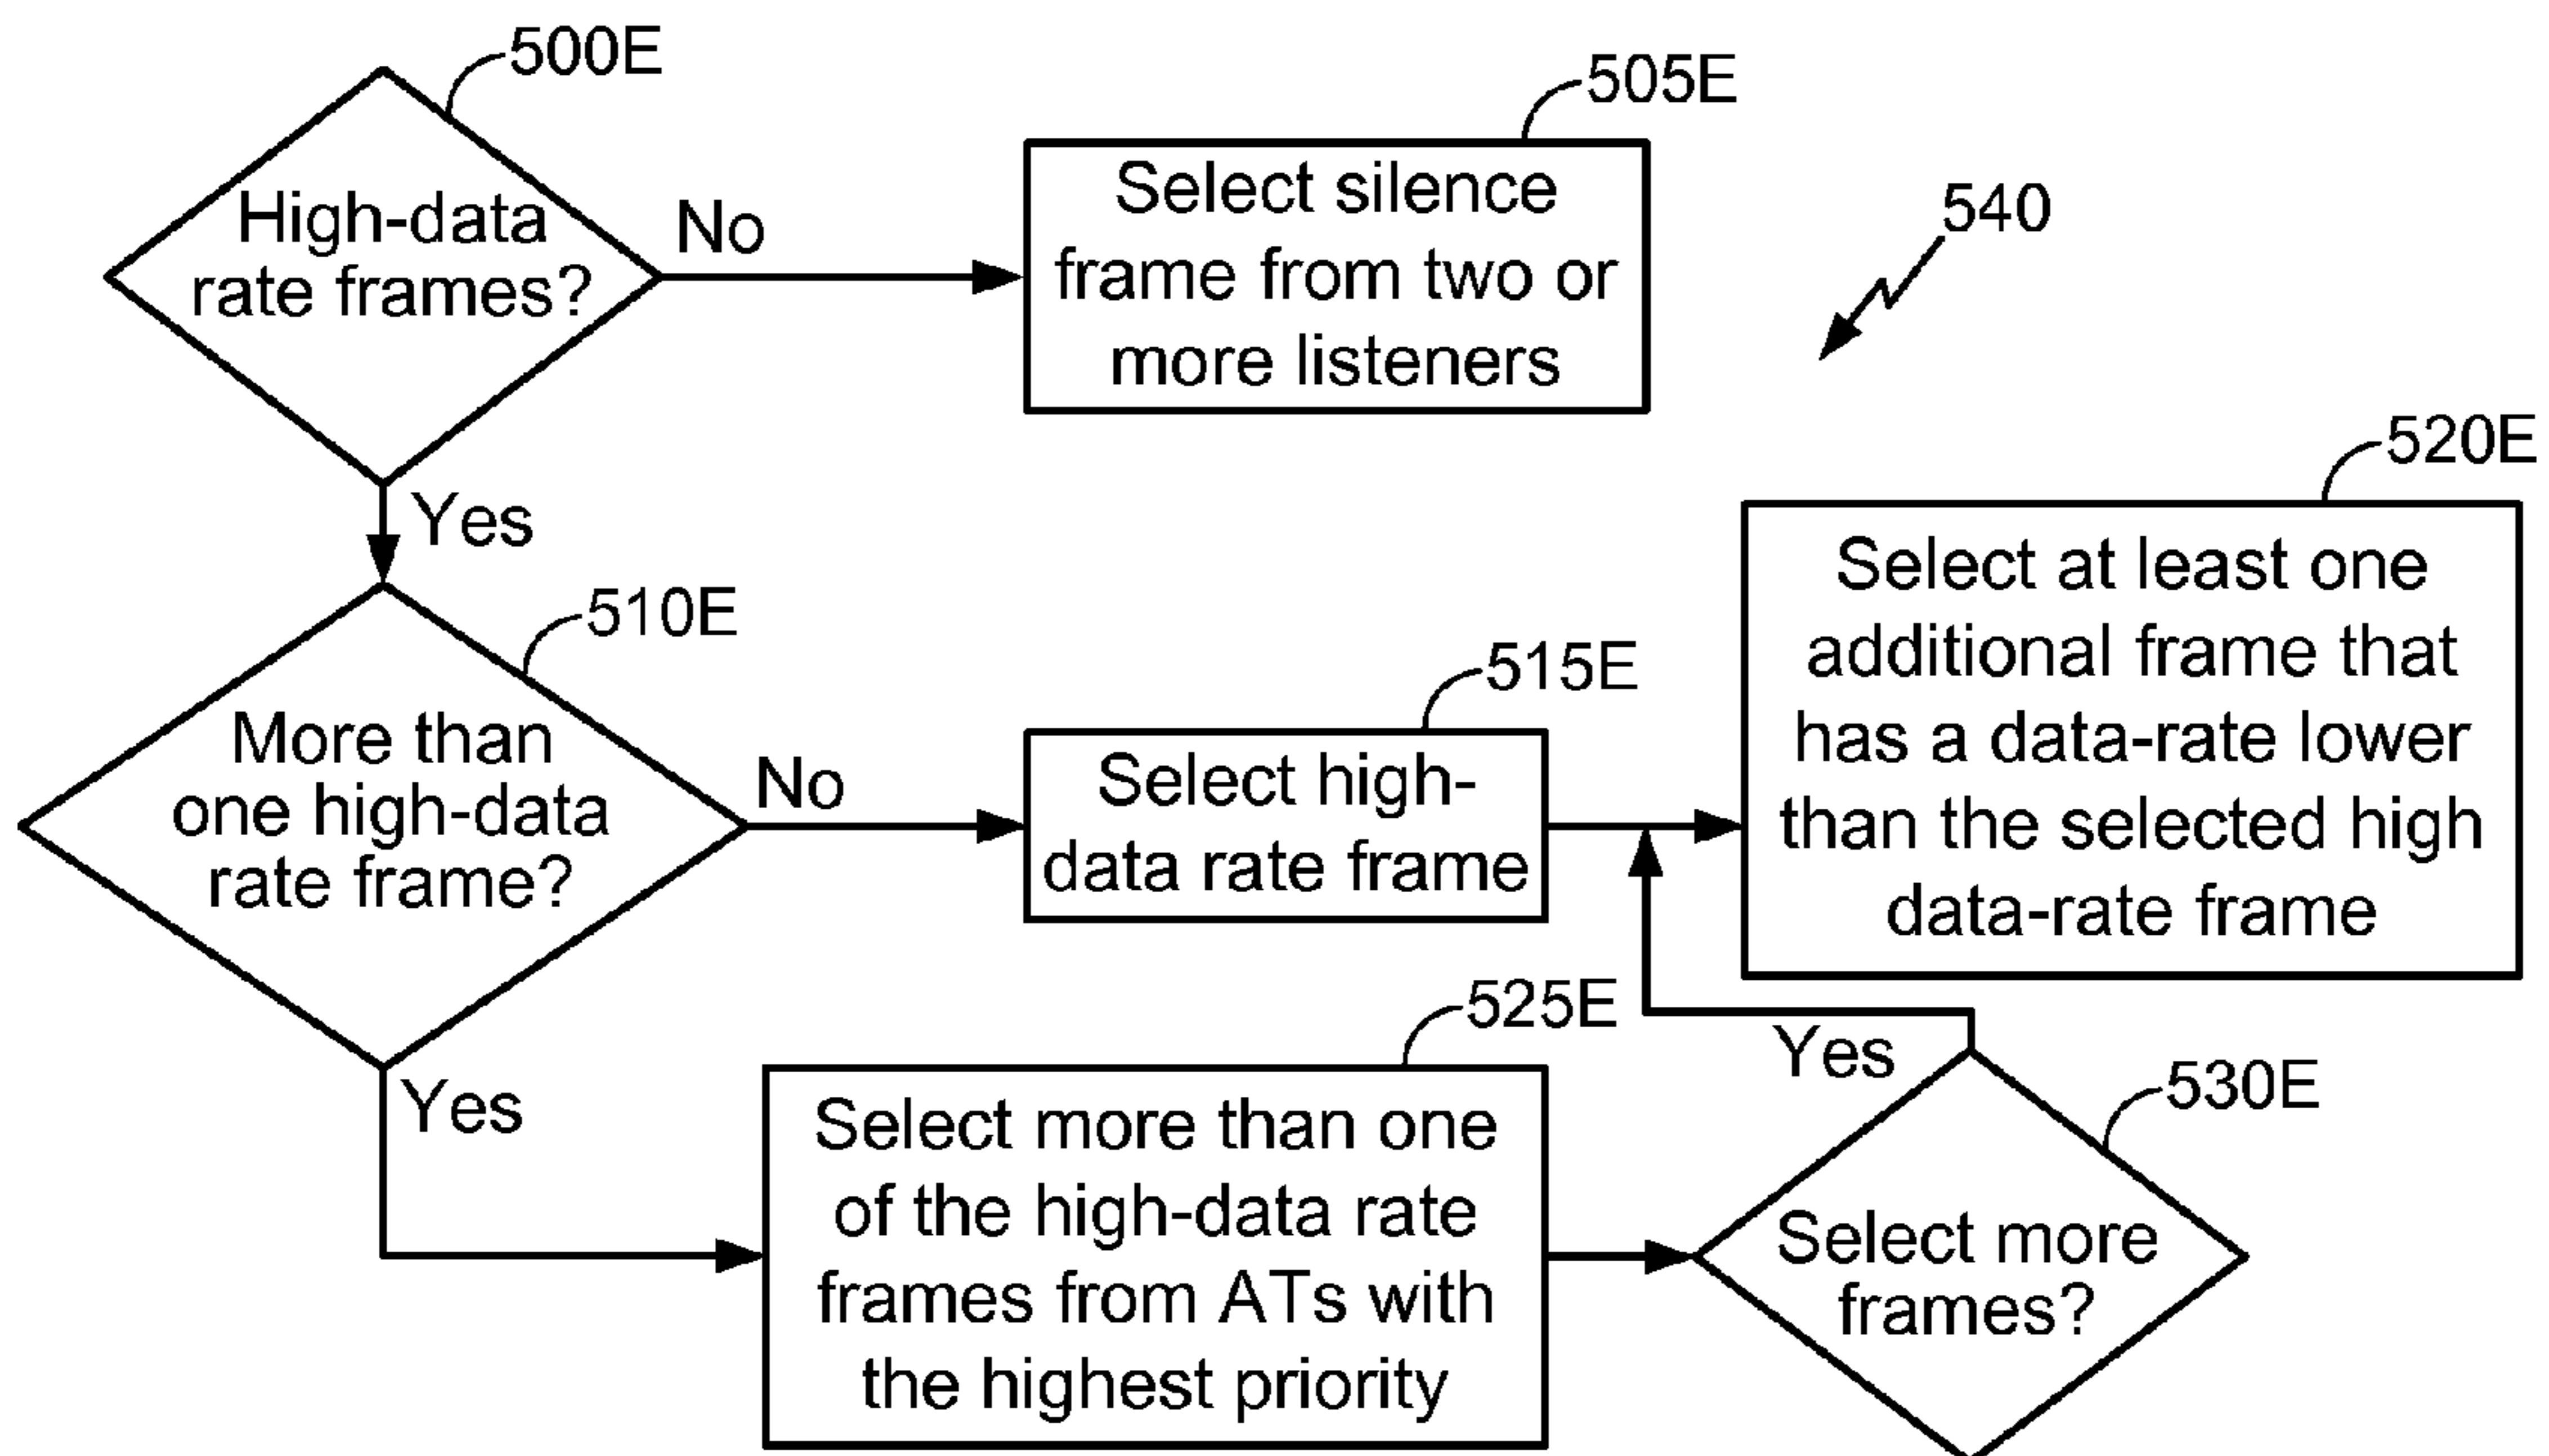 500E
High-data
rate frames?
No
505E
Select silence
frame from two or
more listeners
540
Yes
510E
More than
one high-data
rate frame?
No
515E
Select high-
data rate frame
520E
Select at least one
additional frame that
has a data-rate lower
than the selected high
data-rate frame
Yes
525E
Select more than one
of the high-data rate
frames from ATs with
the highest priority
Yes
530E
Select more
frames?